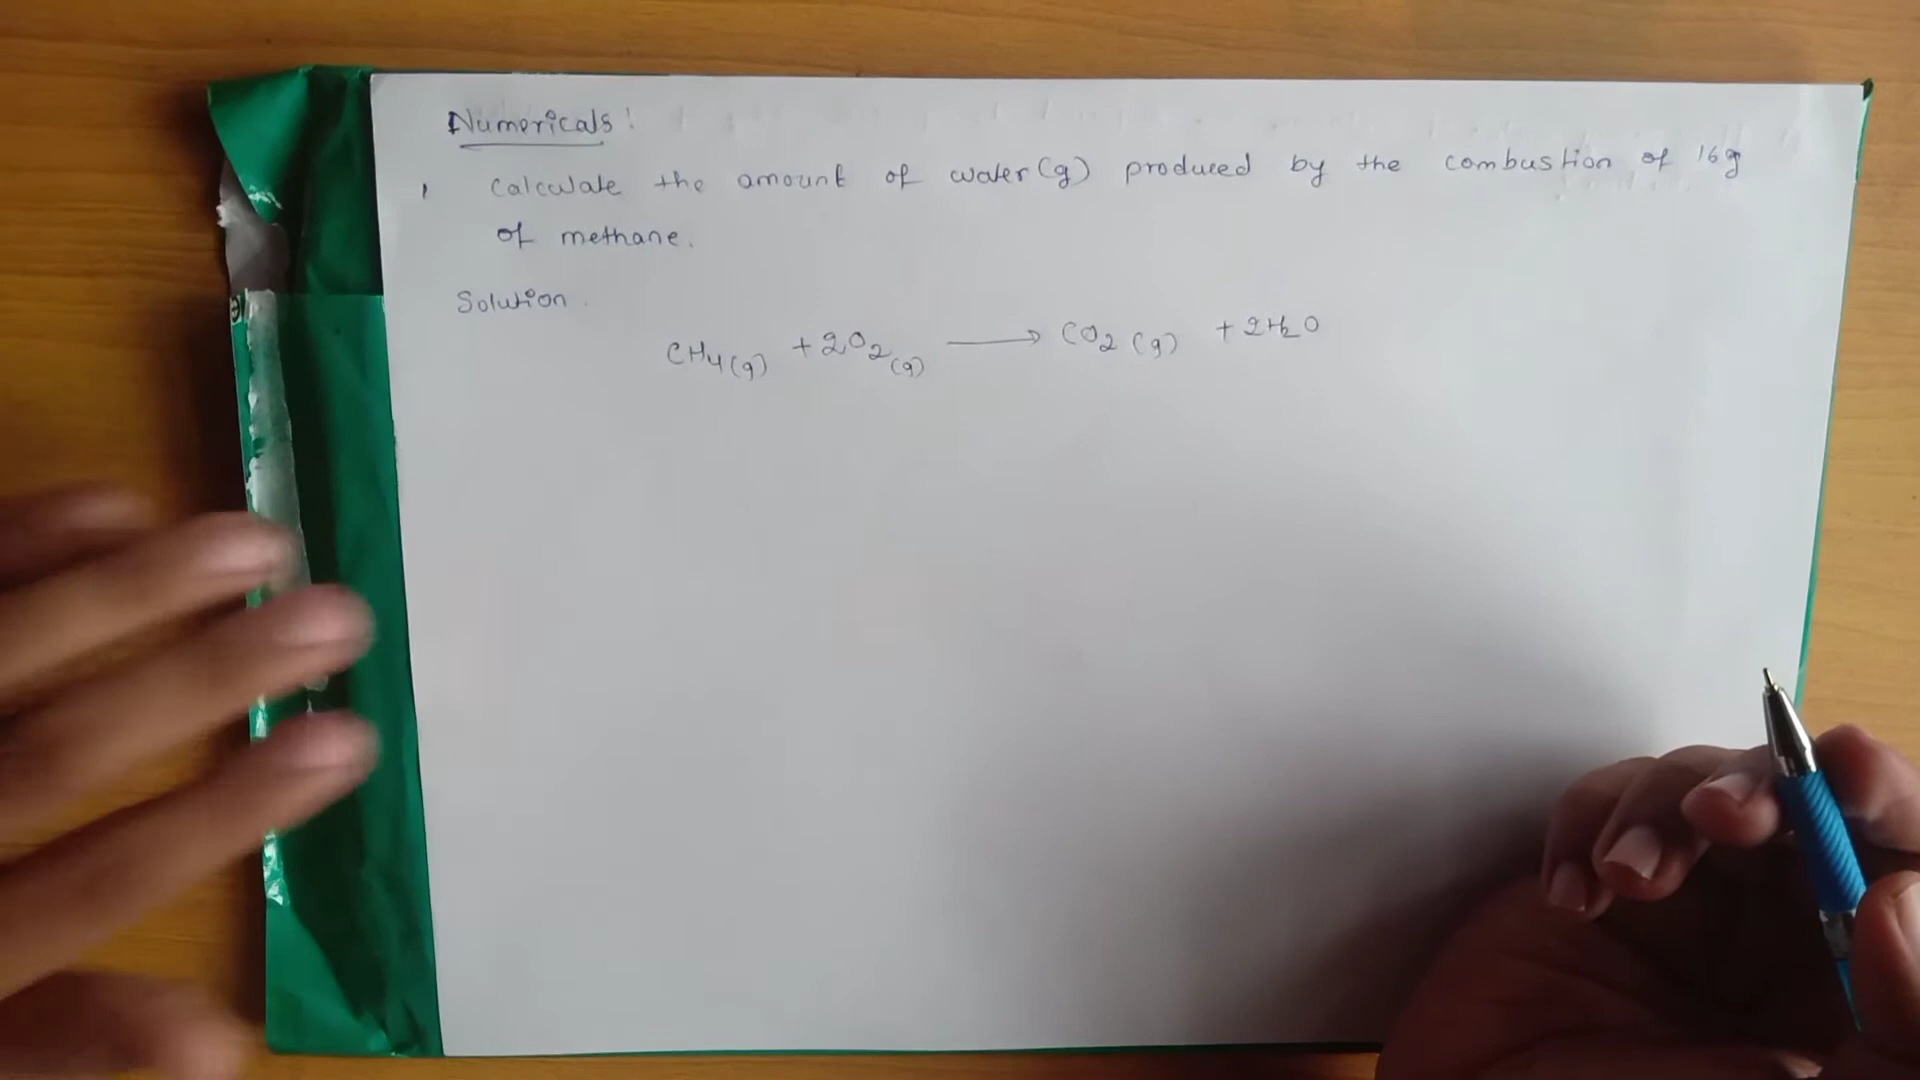 Numericals:
1 Calculate the amount of water(g) produced by the combustion of 16g
of methane.
Solution.
CH4(g) + 2O2(g) → CO2(g) + 2H2O